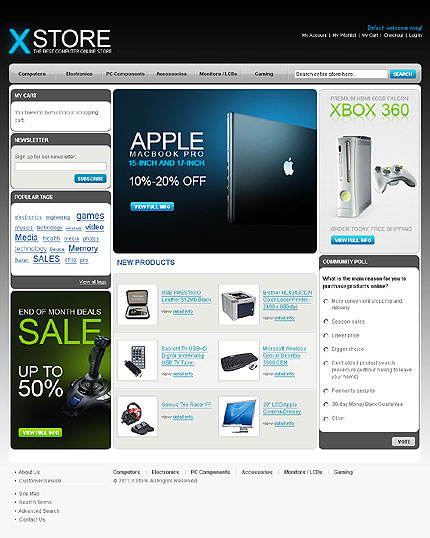 X STORE
THE BEST COMPUTER ONLINE STORE
Default welcome msg!
My Account | My Wishlist | My Cart | Checkout | Log In
Computers Electronics PC Components Accessories Monitors / LCDs Gaming
Search entire store here...
SEARCH
MY CART
You have no items in your shopping
cart.
NEWSLETTER
Sign up for our newsletter:
SUBSCRIBE
POPULAR TAGS
electronics engineering games
physics technology video
Media health media photos
technology Device Memory
SALES chip pro
View all tags
END OF MONTH DEALS
SALE
UP TO
50%
VIEW FULL INFO
APPLE
MACBOOK PRO
15-INCH AND 17-INCH
10%-20% OFF
VIEW FULL INFO
NEW PRODUCTS
USB PRESTIGIO
Leather 512Mb Black
view detail info
Brother
Color Laser Printer -
2400 x 600 dpi
view detail info
Sabrent TV-USBHD
Digital and Analog
USB TV Tuner
view detail info
Microsoft Wireless
Optical Desktop
3000 OEM
view detail info
Genius Trio Racer FF
view detail info
20" LCD Apple
Cinema Display
view detail info
PREMIUM HDMI 60GB FALCON
XBOX 360
ORDER TODAY, FREE SHIPPING
VIEW FULL INFO
COMMUNITY POLL
What is the main reason for you to
purchase products online?
More convenient shipping and
delivery
Season sales
Lower price
Bigger choice
Centralized product search
procedure (without having to leave
your home)
Payments security
30-day Money Back Guarantee
Other
VOTE
About Us
Customer Service
Site Map
Search Terms
Advanced Search
Contact Us
Computers | Electronics | PC Components | Accessories | Monitors / LCDs | Gaming
© 2011 X Store. All Rights Reserved.